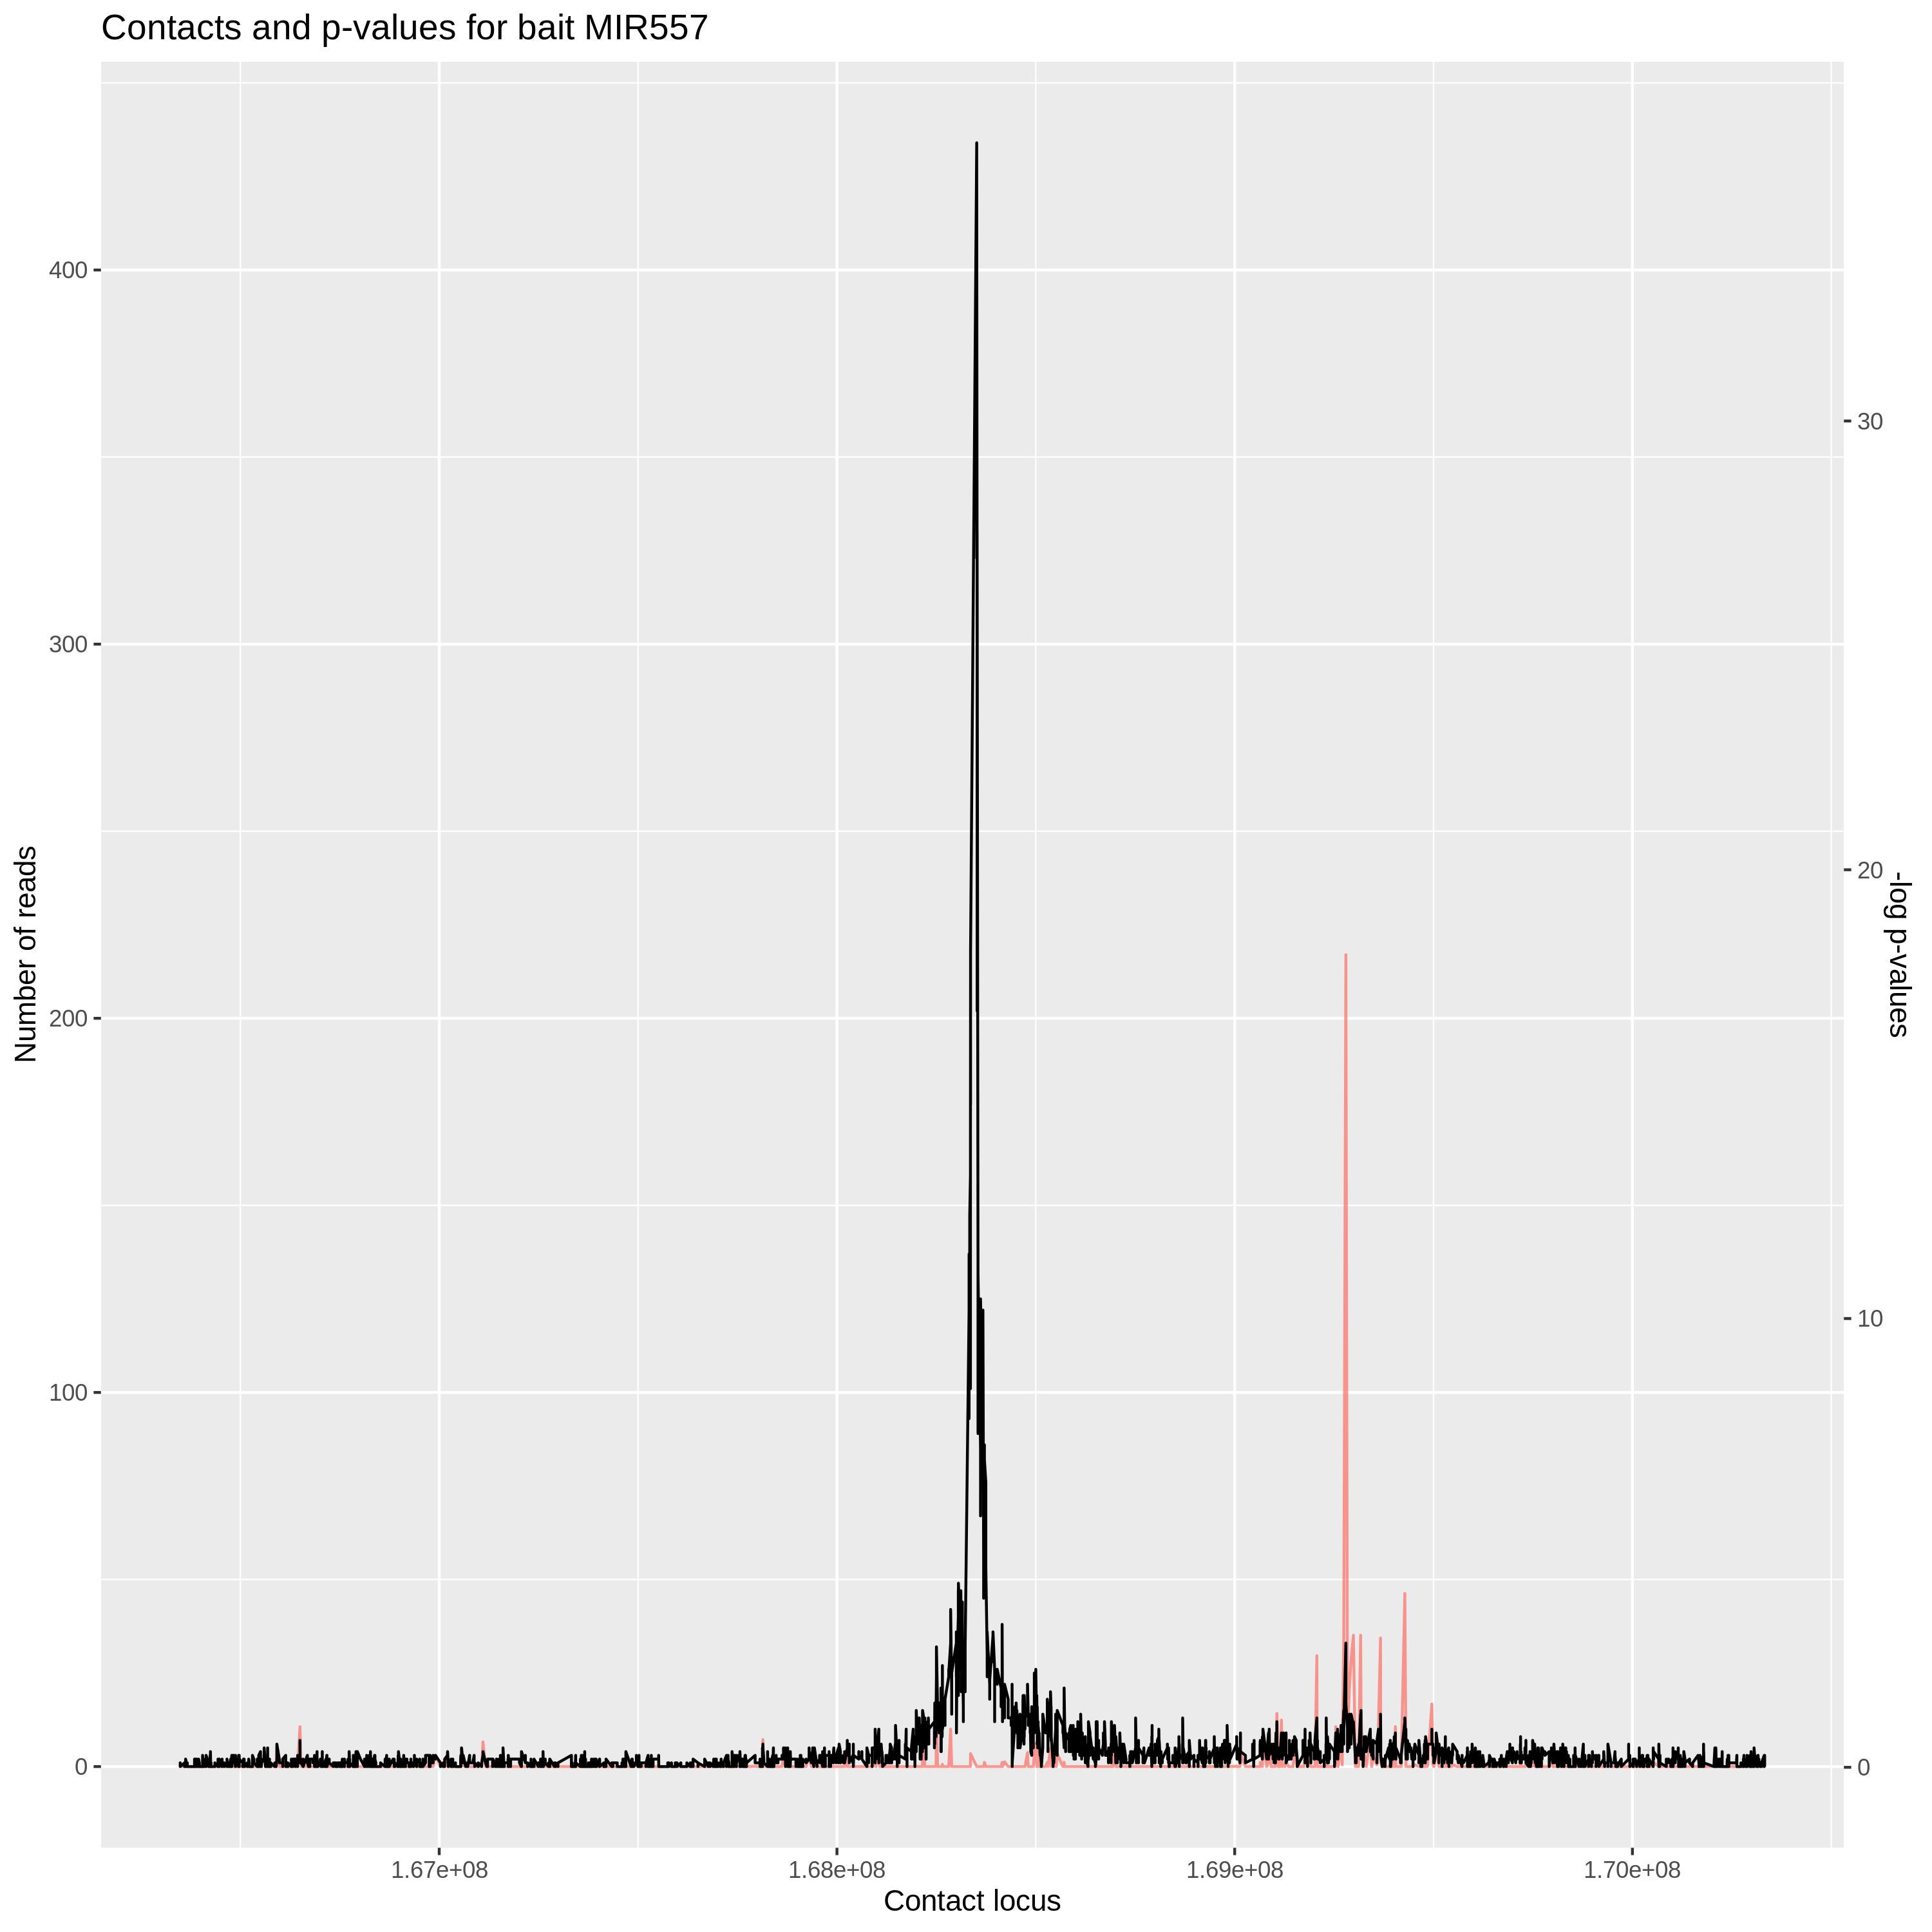 Contacts and p-values for bait MIR557
Number of reads
400
300
200
100
0
30
20
10
0
-log p-values
1.67e+08
1.68e+08
1.69e+08
1.70e+08
Contact locus